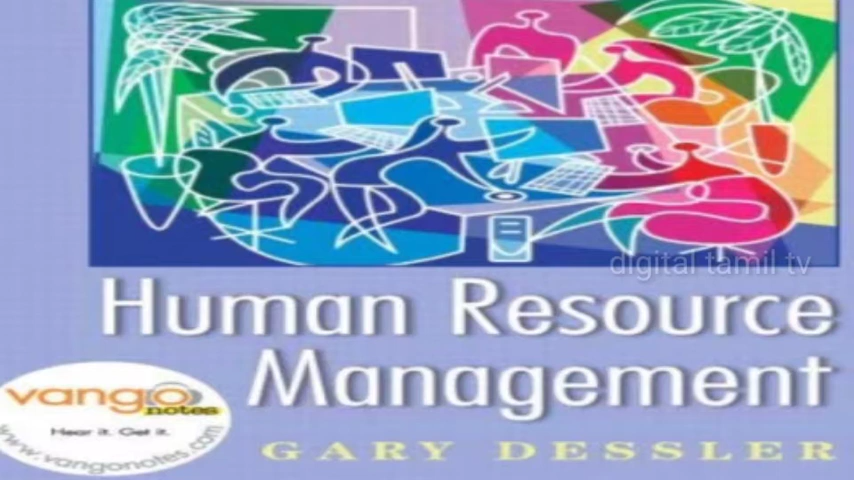 digital tamil tv
Human Resource
Management
vango
notes
Hear it. Get it.
www.vangonotes.com
GARY DESSLER